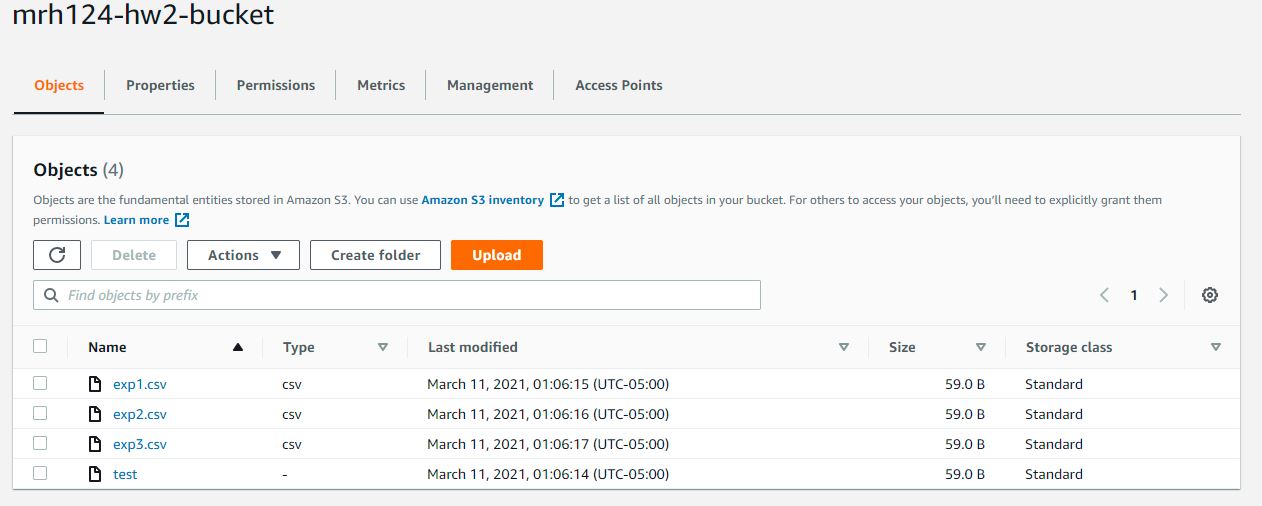 mrh124-hw2-bucket
Objects Properties Permissions Metrics Management Access Points
Objects (4)
Objects are the fundamental entities stored in Amazon S3. You can use Amazon S3 inventory to get a list of all objects in your bucket. For others to access your objects, you'll need to explicitly grant them
permissions. Learn more
Delete Actions Create folder Upload
Find objects by prefix 1
Name Type Last modified Size Storage class
exp1.csv csv March 11, 2021, 01:06:15 (UTC-05:00) 59.0 B Standard
exp2.csv csv March 11, 2021, 01:06:16 (UTC-05:00) 59.0 B Standard
exp3.csv csv March 11, 2021, 01:06:17 (UTC-05:00) 59.0 B Standard
test - March 11, 2021, 01:06:14 (UTC-05:00) 59.0 B Standard